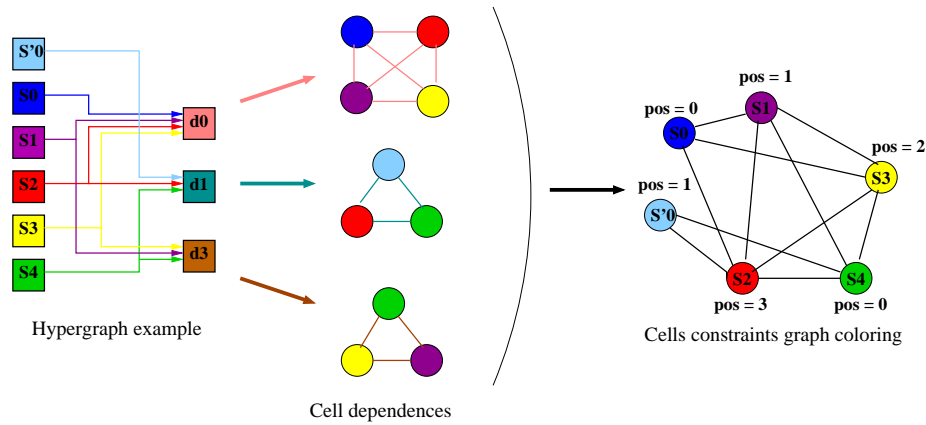 S'0
S0
S1
S2
S3
S4
d0
d1
d3
Hypergraph example
Cell dependences
pos = 1
pos = 0
S0
S1
pos = 2
S3
pos = 1
S'0
S2
S4
pos = 3
pos = 0
Cells constraints graph coloring